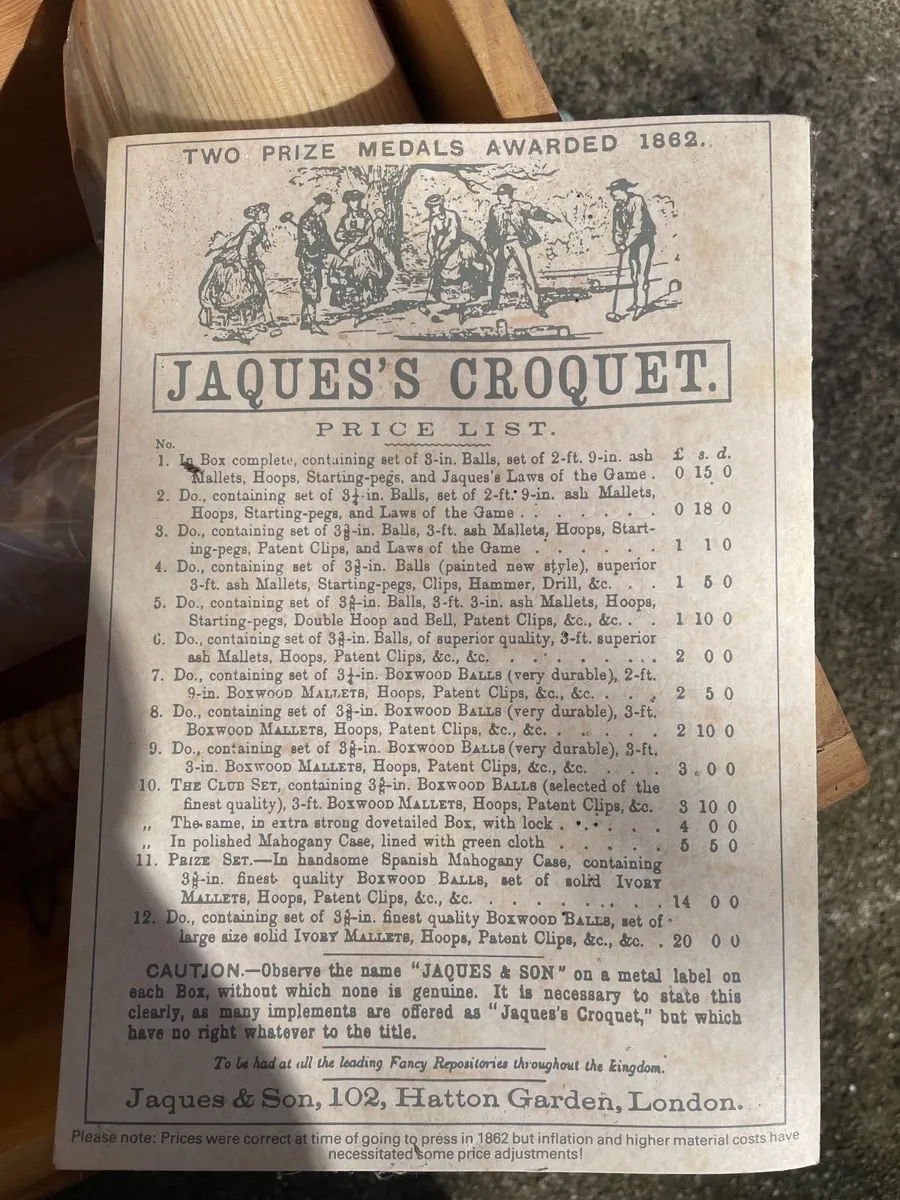 TWO PRIZE MEDALS AWARDED 1862.
JAQUES'S CROQUET.
PRICE LIST.
No.
£ s. d.
1. In Box complete, containing set of 3-in. Balls, set of 2-ft. 9-in. ash
Mallets, Hoops, Starting-pegs, and Jaques's Laws of the Game . 0 15 0
2. Do., containing set of 3¼-in. Balls, set of 2-ft. 9-in. ash Mallets,
Hoops, Starting-pegs, and Laws of the Game . . . . . . 0 18 0
3. Do., containing set of in. Balls, 3-ft. ash Mallets, Hoops, Start-
ing-pegs, Patent Clips, and Laws of the Game . . . . . . 1 1 0
4. Do., containing set of in. Balls (painted new style), superior
3-ft. ash Mallets, Starting-pegs, Clips, Hammer, Drill, &c. . . 1 5 0
5. Do., containing set of in. Balls, 3-ft. 3-in. ash Mallets, Hoops,
Starting-pegs, Double Hoop and Bell, Patent Clips, &c., &c. . . 1 10 0
6. Do., containing set of in. Balls, of superior quality, 3-ft. superior
ash Mallets, Hoops, Patent Clips, &c., &c. . . . . . . . . 2 0 0
7. Do., containing set of 3¼-in. BOXWOOD BALLS (very durable), 2-ft.
9-in. BOXWOOD MALLETS, Hoops, Patent Clips, &c., &c. . . . . 2 5 0
8. Do., containing set of in. BOXWOOD BALLS (very durable), 3-ft.
BOXWOOD MALLETS, Hoops, Patent Clips, &c., &c. . . . . . 2 10 0
9. Do., containing set of in. BOXWOOD BALLS (very durable), 3-ft.
3-in. BOXWOOD MALLETS, Hoops, Patent Clips, &c., &c. . . . . 3 0 0
10. THE CLUB SET, containing in. BOXWOOD BALLS (selected of the
finest quality), 3-ft. BOXWOOD MALLETS, Hoops, Patent Clips, &c. 3 10 0
„ The same, in extra strong dovetailed Box, with lock . . . . . . 4 0 0
„ In polished Mahogany Case, lined with green cloth . . . . . 5 5 0
11. PRIZE SET.—In handsome Spanish Mahogany Case, containing
in. finest quality BOXWOOD BALLS, set of solid IVORY
MALLETS, Hoops, Patent Clips, &c., &c. . . . . . . . . 14 0 0
12. Do., containing set of in. finest quality BOXWOOD BALLS, set of
large size solid IVORY MALLETS, Hoops, Patent Clips, &c., &c. . 20 0 0
CAUTION.—Observe the name "JAQUES & SON" on a metal label on
each Box, without which none is genuine. It is necessary to state this
clearly, as many implements are offered as "Jaques's Croquet," but which
have no right whatever to the title.
To be had at all the leading Fancy Repositories throughout the kingdom.
Jaques & Son, 102, Hatton Garden, London.
Please note: Prices were correct at time of going to press in 1862 but inflation and higher material costs have
necessitated some price adjustments!